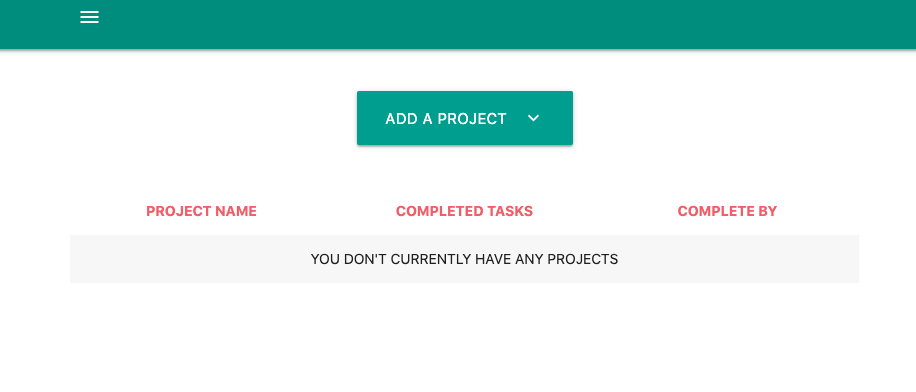 ADD A PROJECT
PROJECT NAME COMPLETED TASKS COMPLETE BY
YOU DON'T CURRENTLY HAVE ANY PROJECTS